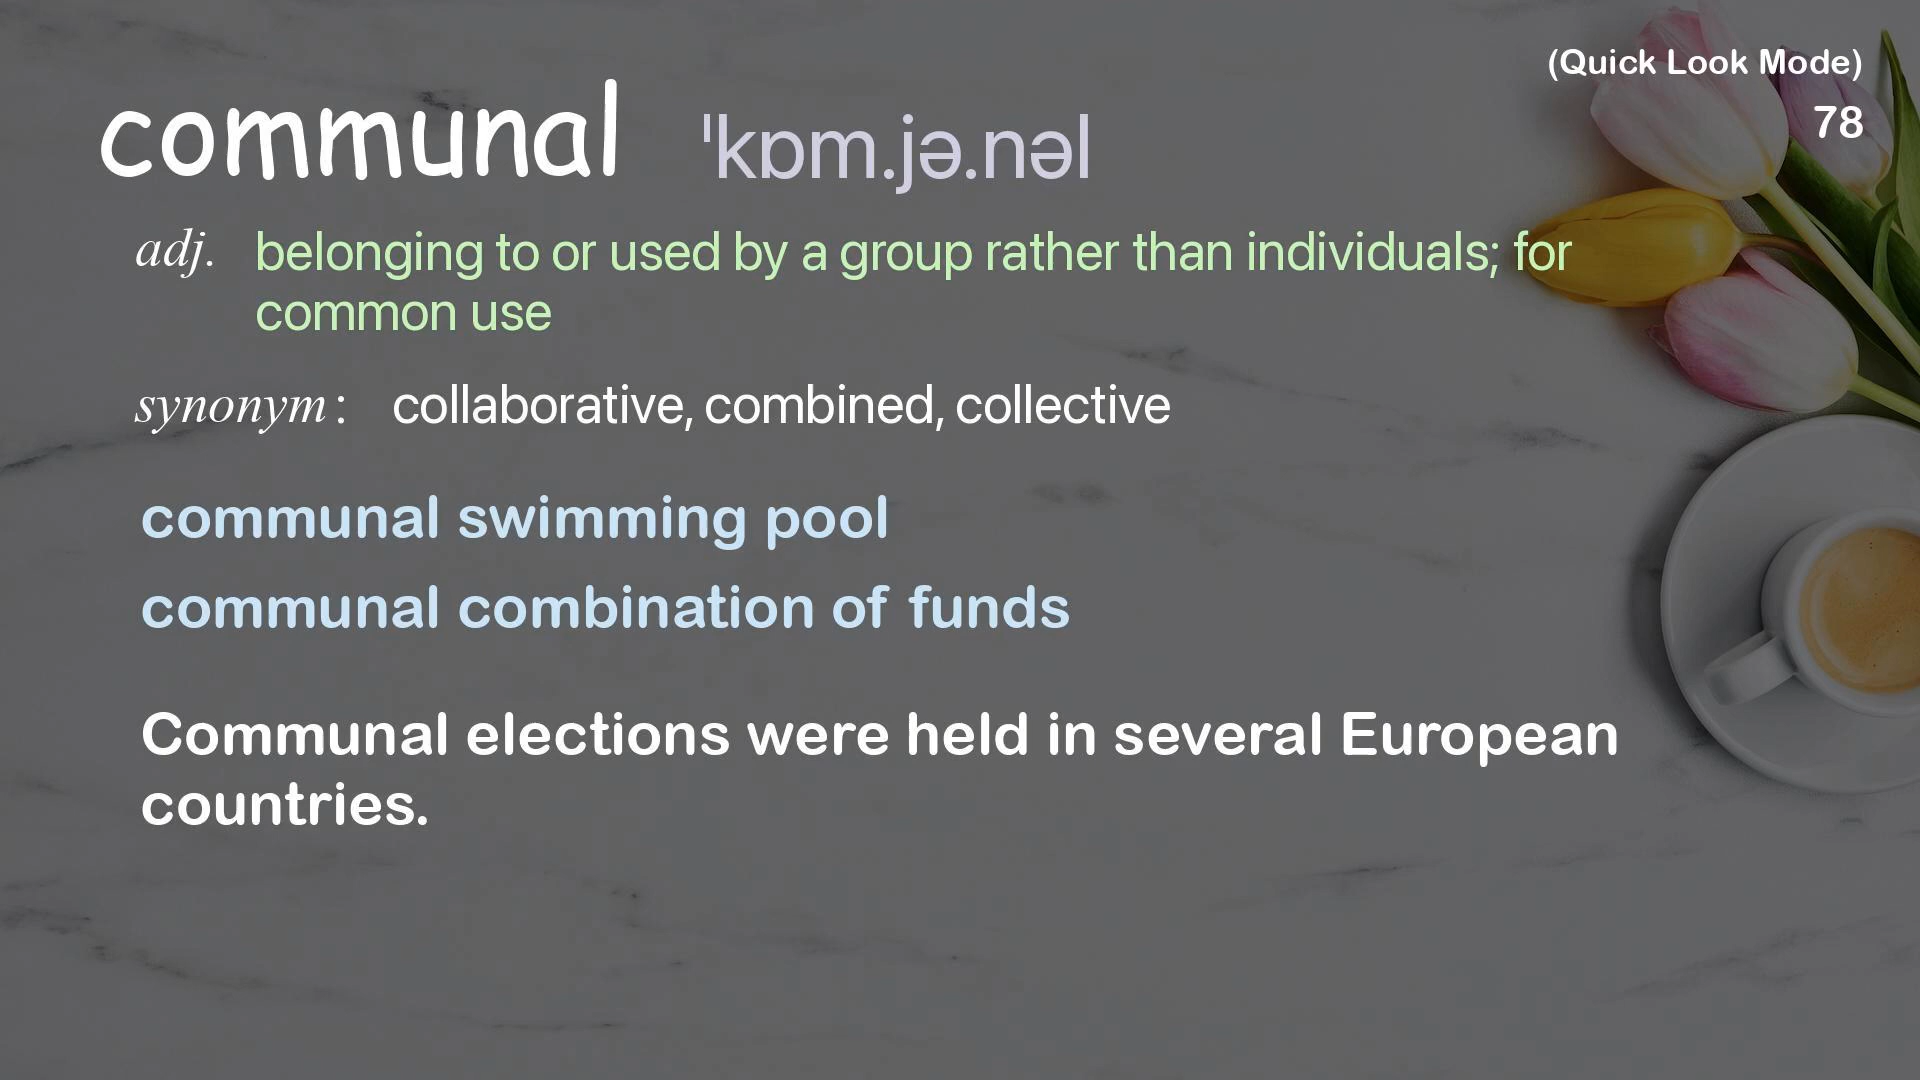 (Quick Look Mode)
78
communal ˈkɒm.jə.nəl
adj. belonging to or used by a group rather than individuals; for
common use
synonym : collaborative, combined, collective
communal swimming pool
communal combination of funds
Communal elections were held in several European
countries.